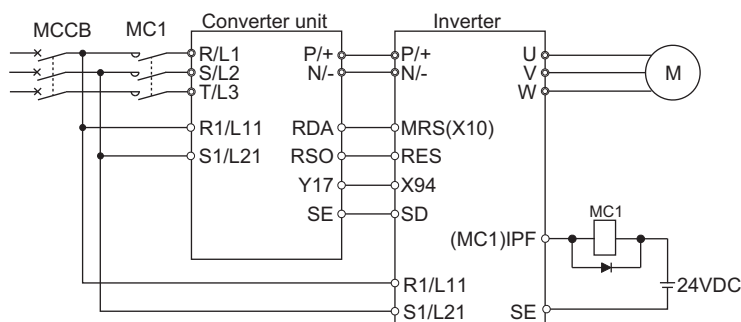 Converter unit
Inverter
MCCB
MC1
R/L1
P/+
P/+
U
S/L2
N/-
N/-
V
M
T/L3
W
R1/L11
RDA
MRS(X10)
S1/L21
RSO
RES
Y17
X94
MC1
SE
SD
(MC1)IPF
R1/L11
24VDC
S1/L21
SE